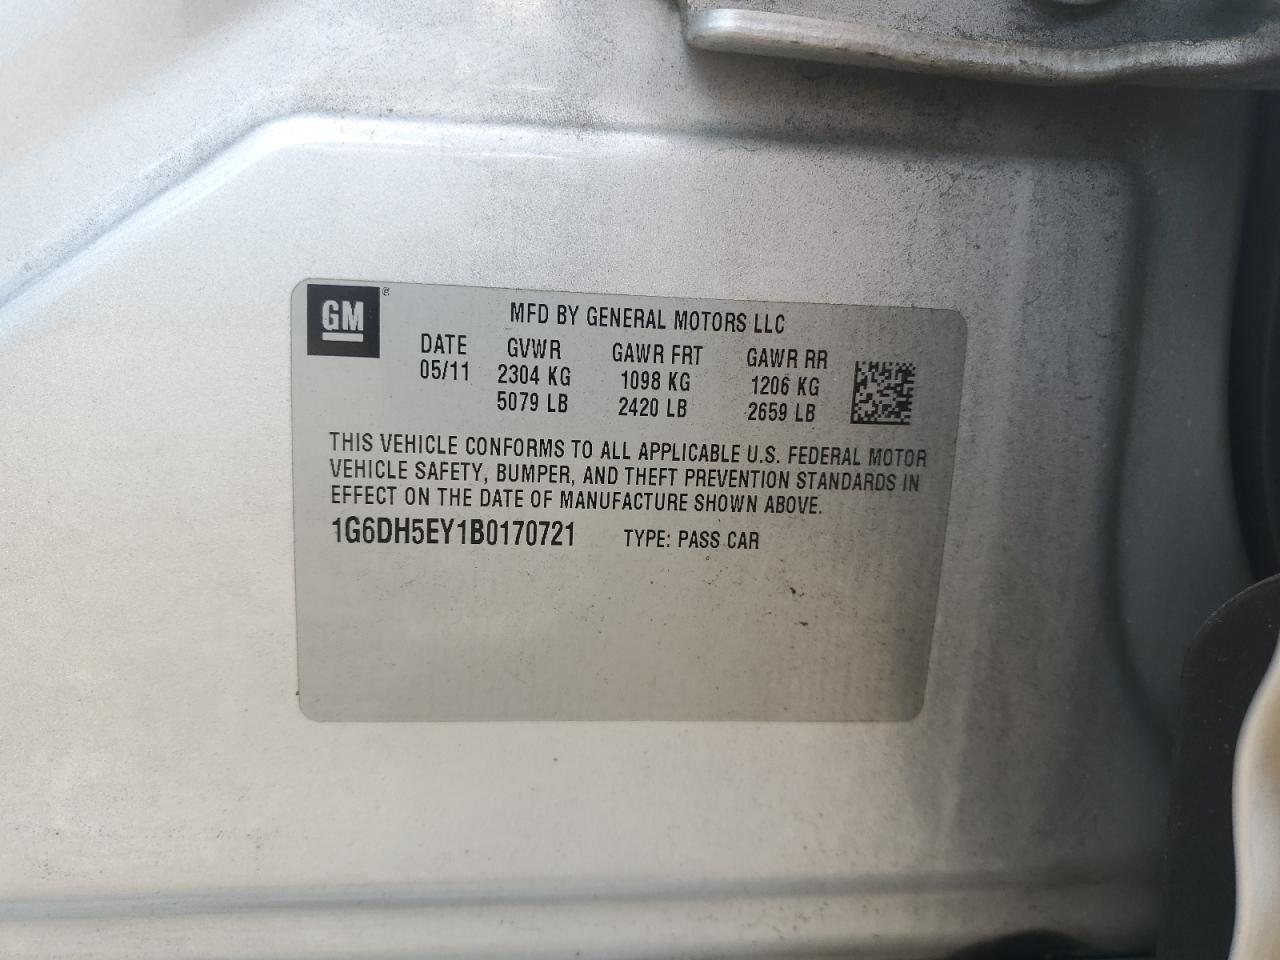 GM ®
MFD BY GENERAL MOTORS LLC
DATE GVWR GAWR FRT GAWR RR
05/11 2304 KG 1098 KG 1206 KG
5079 LB 2420 LB 2659 LB
THIS VEHICLE CONFORMS TO ALL APPLICABLE U.S. FEDERAL MOTOR
VEHICLE SAFETY, BUMPER, AND THEFT PREVENTION STANDARDS IN
EFFECT ON THE DATE OF MANUFACTURE SHOWN ABOVE.
1G6DH5EY1B0170721 TYPE: PASS CAR